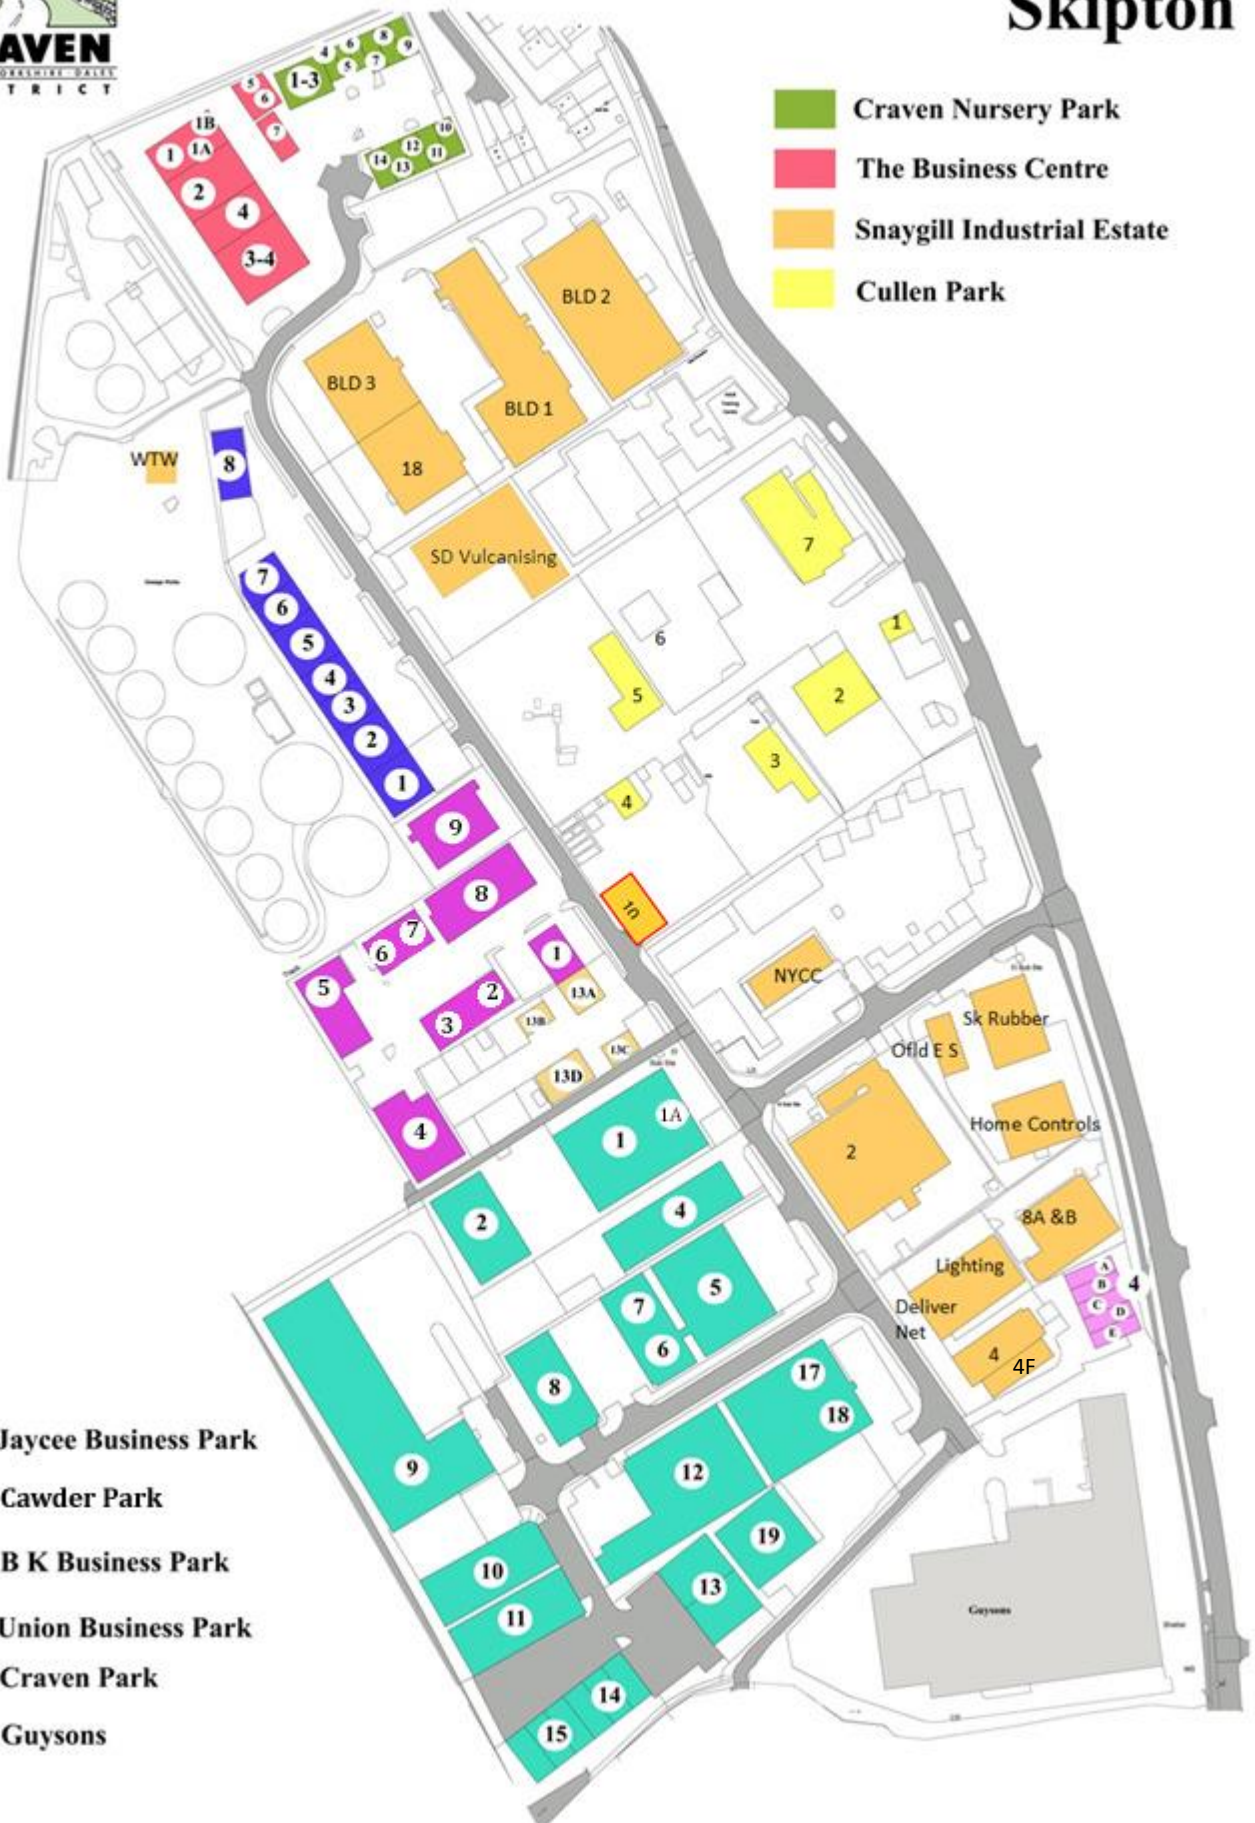 Skipton
AVEN
ORKSHIRE DALES
T R I C T
Craven Nursery Park
The Business Centre
Snaygill Industrial Estate
Cullen Park
4
6
8
9
5
7
1-3
5
6
7
10
12
11
14
13
1B
1
1A
2
4
3-4
BLD 2
BLD 3
BLD 1
18
WTW
8
SD Vulcanising
7
7
6
5
4
3
2
1
1
6
5
2
3
4
9
8
10
7
6
5
1
2
3
13A
13B
13C
13D
4
NYCC
Sk Rubber
Ofld E S
Home Controls
2
1A
1
2
4
5
7
6
8
8A &B
Lighting
Deliver
Net
A
B
C
D
E
4
4
4F
17
18
9
12
10
11
19
13
14
15
Guysons
Jaycee Business Park
Cawder Park
B K Business Park
Union Business Park
Craven Park
Guysons